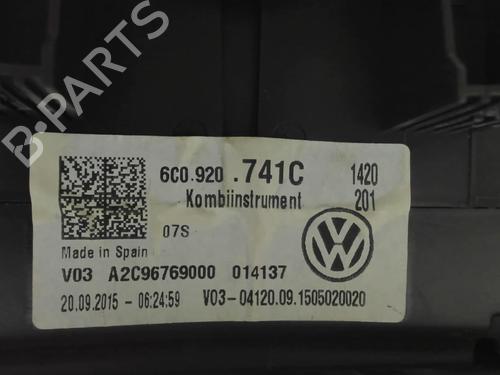 B-PARTS
6C0.920 .741C 1420
Kombiinstrument 201
07S
Made in Spain
V03 A2C96769000 014137
20.09.2015 - 06:24:59 V03-04120.09.1505020020